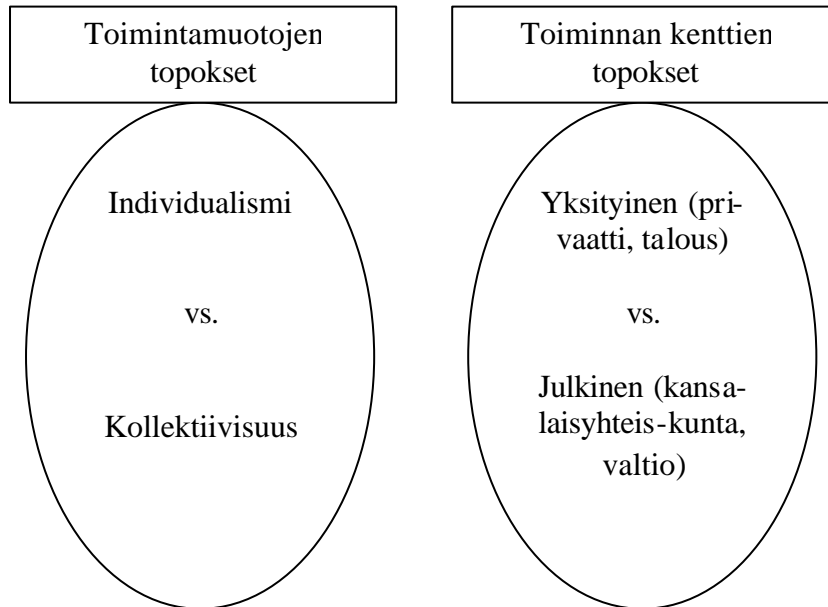 Toimintamuotojen
topokset
Individualismi
vs.
Kollektiivisuus
Toiminnan kenttien
topokset
Yksityinen (pri-
vaatti, talous)
vs.
Julkinen (kansa-
laisyhteis-kunta,
valtio)